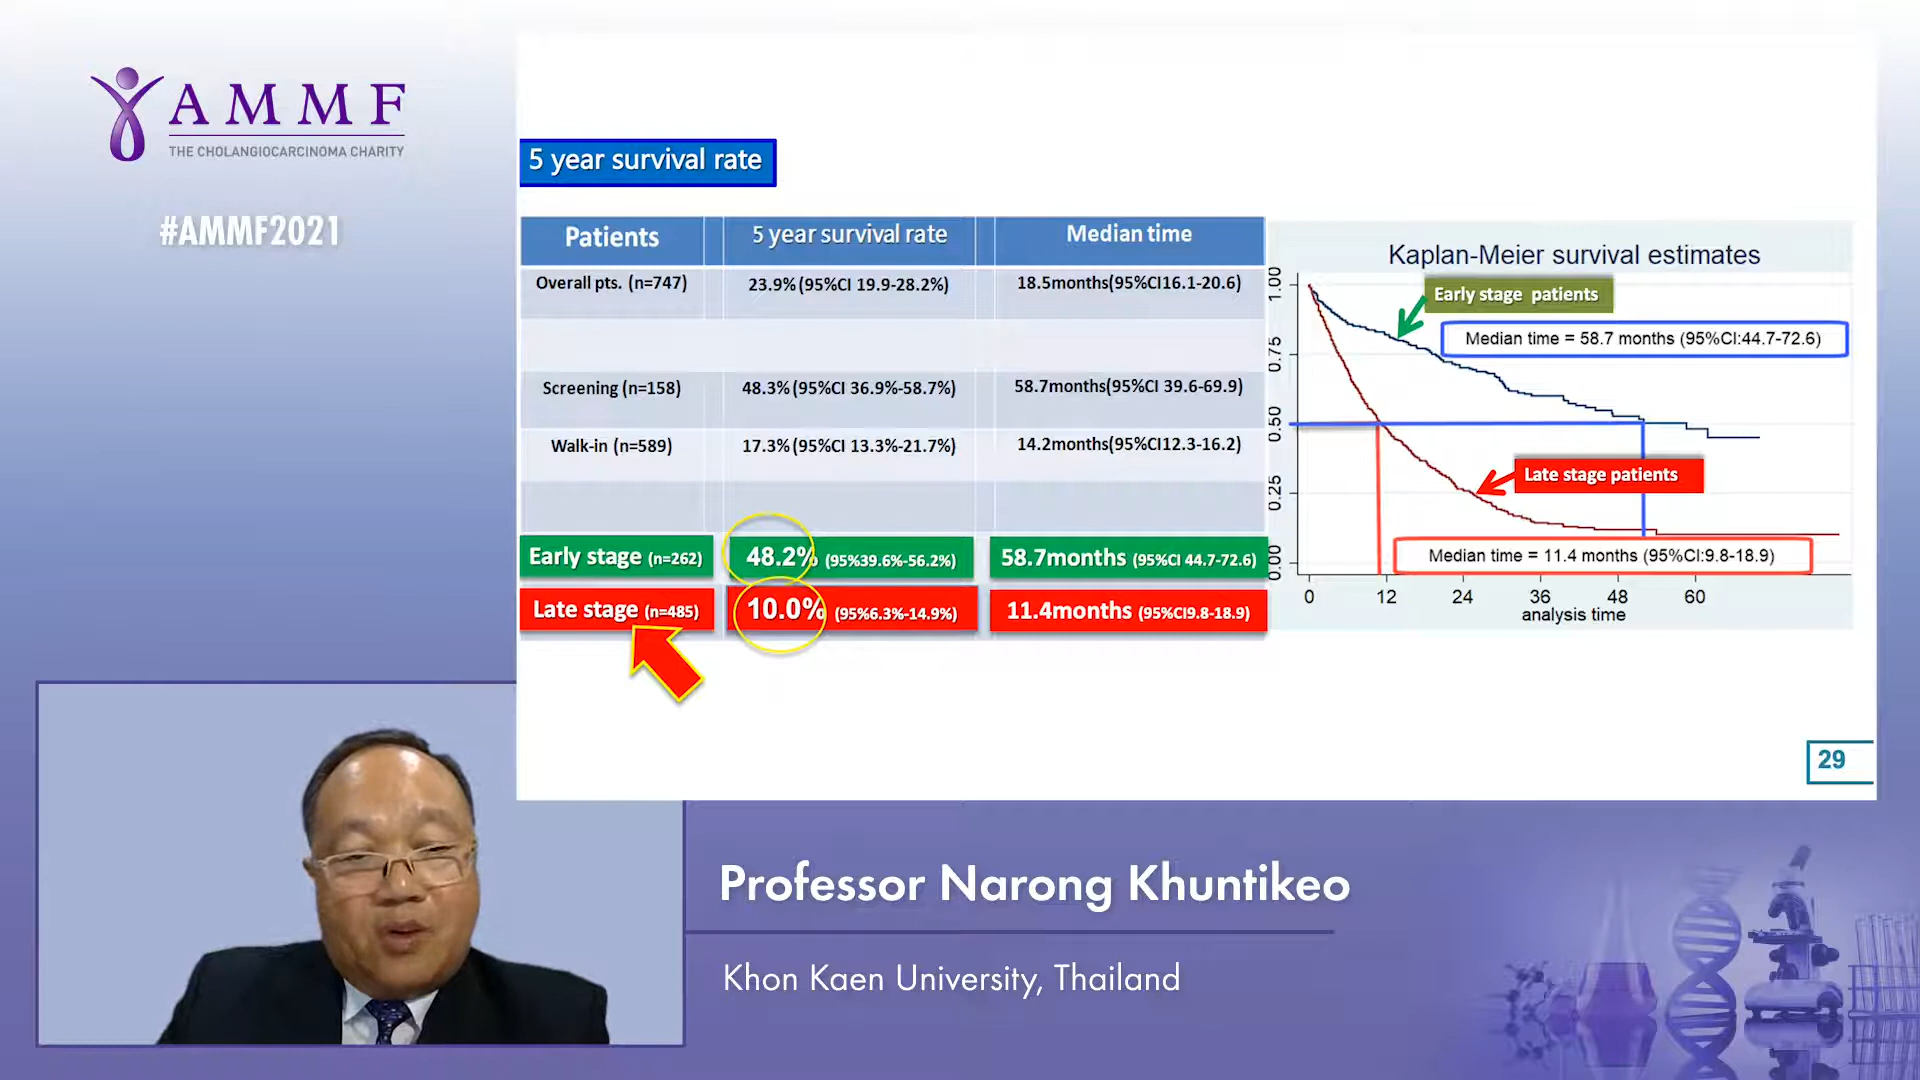 AMMF
THE CHOLANGIOCARCINOMA CHARITY
#AMMF2021
5 year survival rate
Patients 5 year survival rate Median time
Overall pts. (n=747) 23.9% (95%CI 19.9-28.2%) 18.5months(95%CI16.1-20.6)
Screening (n=158) 48.3% (95%CI 36.9%-58.7%) 58.7months(95%CI 39.6-69.9)
Walk-in (n=589) 17.3% (95%CI 13.3%-21.7%) 14.2months(95%CI12.3-16.2)
Early stage (n=262) 48.2% (95%39.6%-56.2%) 58.7months (95%CI 44.7-72.6)
Late stage (n=485) 10.0% (95%6.3%-14.9%) 11.4months (95%CI9.8-18.9)
Kaplan-Meier survival estimates
Early stage patients
Median time = 58.7 months (95%CI:44.7-72.6)
Late stage patients
Median time = 11.4 months (95%CI:9.8-18.9)
1.00
0.75
0.50
0.25
0.00
0 12 24 36 48 60
analysis time
29
Professor Narong Khuntikeo
Khon Kaen University, Thailand